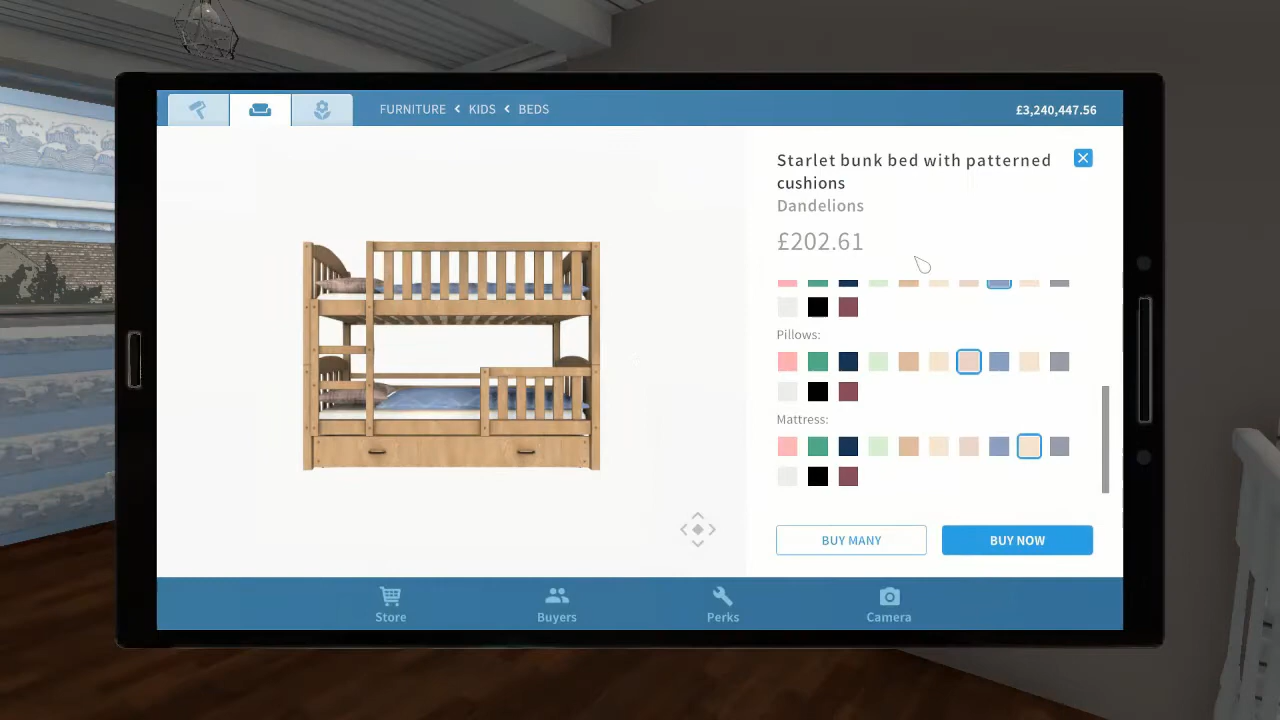 FURNITURE < KIDS < BEDS
£3,240,447.56
Starlet bunk bed with patterned
cushions
Dandelions
£202.61
Pillows:
Mattress:
BUY MANY
BUY NOW
Store
Buyers
Perks
Camera